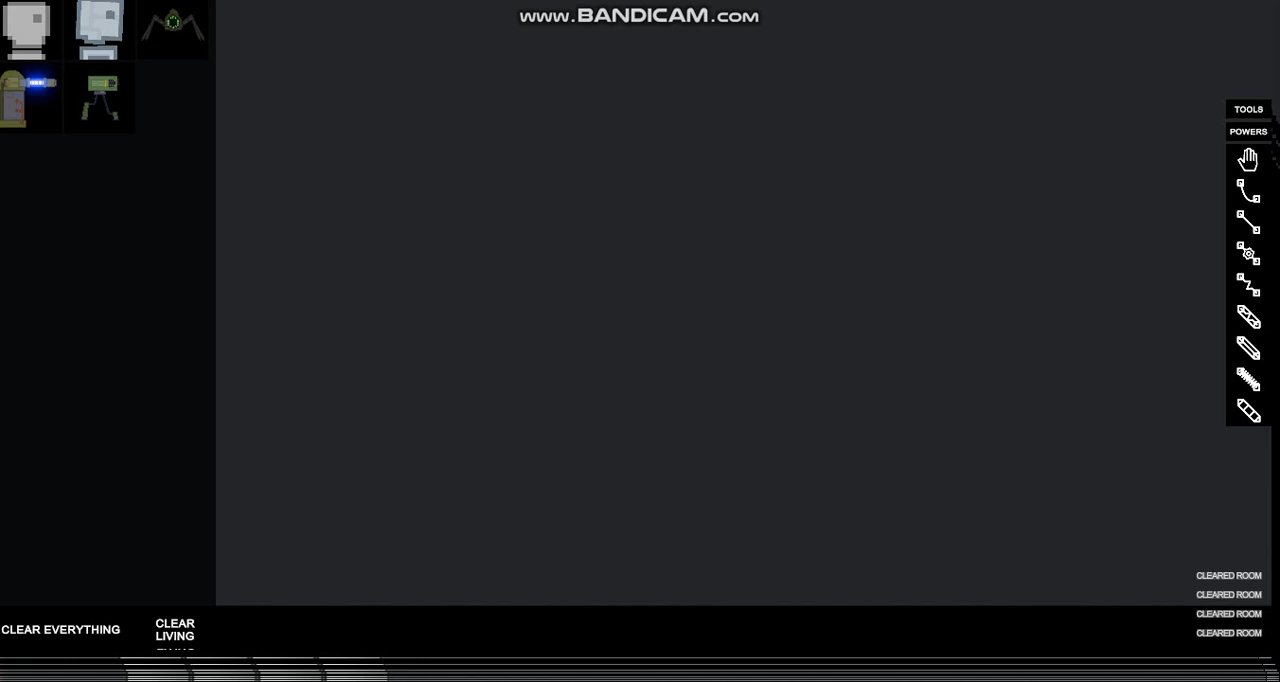 www.BANDICAM.com
TOOLS
POWERS
CLEARED ROOM
CLEARED ROOM
CLEARED ROOM
CLEARED ROOM
CLEAR EVERYTHING
CLEAR
LIVING